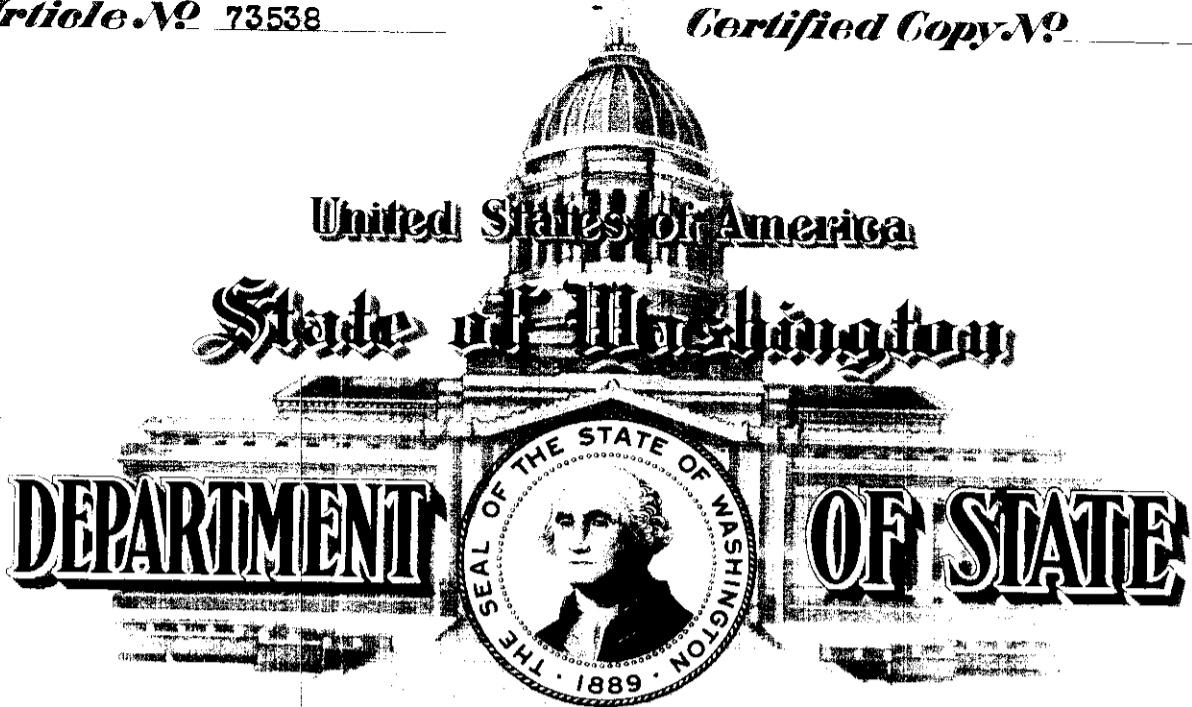 Article No 73538
Certified Copy No
United States of America
State of Washington
DEPARTMENT OF STATE
THE SEAL OF THE STATE OF WASHINGTON
1889